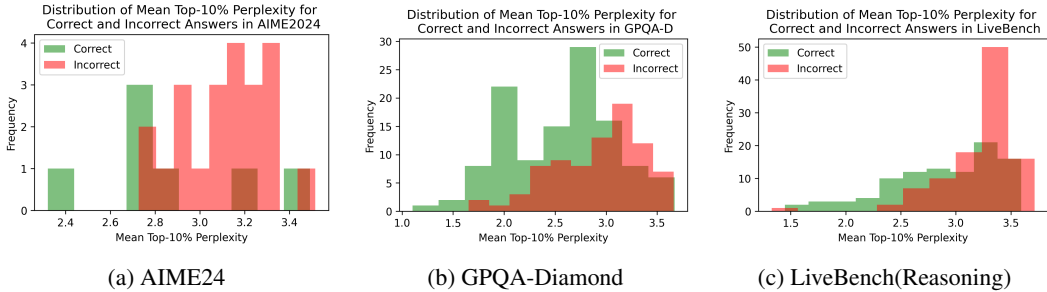 Distribution of Mean Top-10% Perplexity for
Correct and Incorrect Answers in AIME2024
Correct
Incorrect
Frequency
4
3
2
1
0
2.4
2.6
2.8
3.0
3.2
3.4
Mean Top-10% Perplexity
(a) AIME24
Distribution of Mean Top-10% Perplexity for
Correct and Incorrect Answers in GPQA-D
Correct
Incorrect
Frequency
30
25
20
15
10
5
0
1.0
1.5
2.0
2.5
3.0
3.5
Mean Top-10% Perplexity
(b) GPQA-Diamond
Distribution of Mean Top-10% Perplexity for
Correct and Incorrect Answers in LiveBench
Correct
Incorrect
Frequency
50
40
30
20
10
0
1.5
2.0
2.5
3.0
3.5
Mean Top-10% Perplexity
(c) LiveBench(Reasoning)